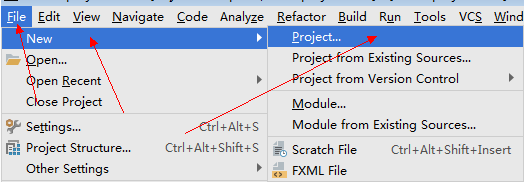 File Edit View Navigate Code Analyze Refactor Build Run Tools VCS Wind
New
Open...
Open Recent
Close Project
Settings... Ctrl+Alt+S
Project Structure... Ctrl+Alt+Shift+S
Other Settings
Project...
Project from Existing Sources...
Project from Version Control
Module...
Module from Existing Sources...
Scratch File Ctrl+Alt+Shift+Insert
FXML File